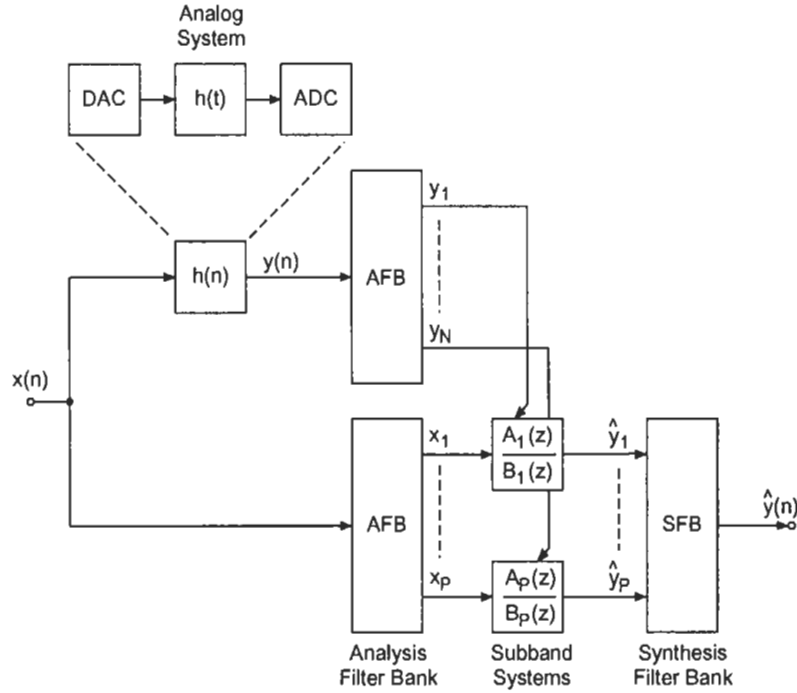 Analog
System
DAC
h(t)
ADC
y₁
h(n)
y(n)
AFB
y_N
x(n)
x₁
A₁(z)
B₁(z)
ŷ₁
AFB
SFB
ŷ(n)
x_P
A_P(z)
B_P(z)
ŷ_P
Analysis
Filter Bank
Subband
Systems
Synthesis
Filter Bank